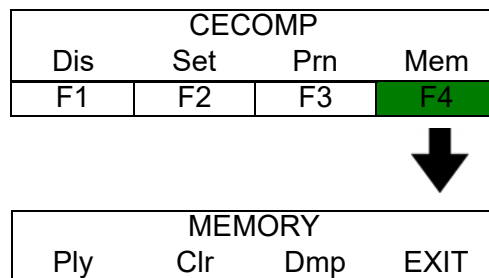 CECOMP
Dis Set Prn Mem
F1 F2 F3 F4
MEMORY
Ply Clr Dmp EXIT